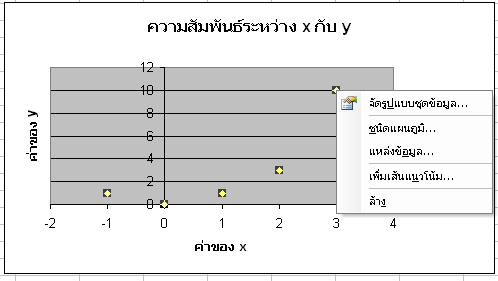 ความสัมพันธ์ระหว่าง x กับ y
12
10
8
6
4
2
0
ค่าของ y
-2 -1 0 1 2 3 4
ค่าของ x
จัดรูปแบบชุดข้อมูล...
ชนิดแผนภูมิ...
แหล่งข้อมูล...
เพิ่มเส้นแนวโน้ม...
ล้าง